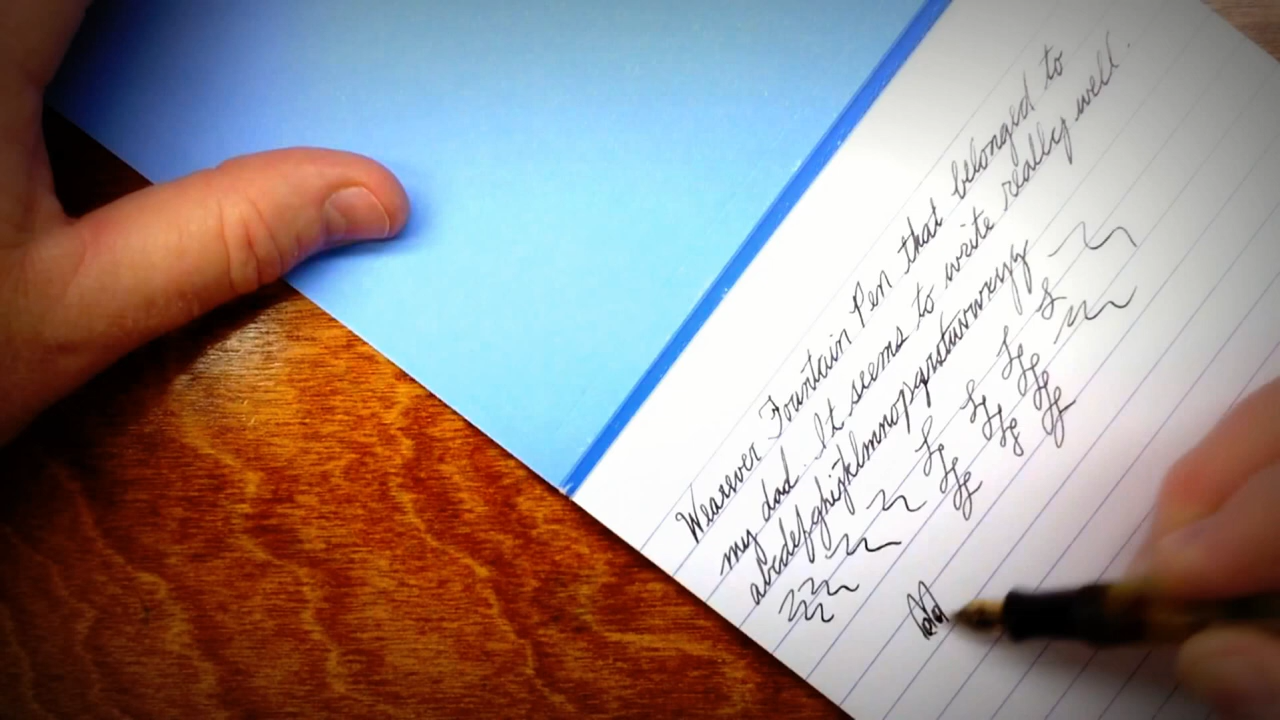 Wearever Fountain Pen that belonged to
my dad. It seems to write really well.
abcdefghijklmnopqrstuvwxyz